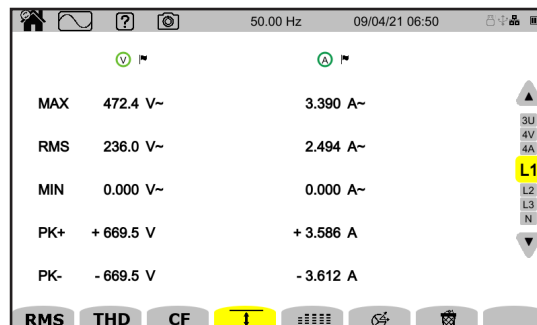 ? 50.00 Hz 09/04/21 06:50
V A
MAX 472.4 V~ 3.390 A~
3U
4V
RMS 236.0 V~ 2.494 A~ 4A
L1
MIN 0.000 V~ 0.000 A~ L2
L3
N
PK+ + 669.5 V + 3.586 A
PK- - 669.5 V - 3.612 A
RMS THD CF